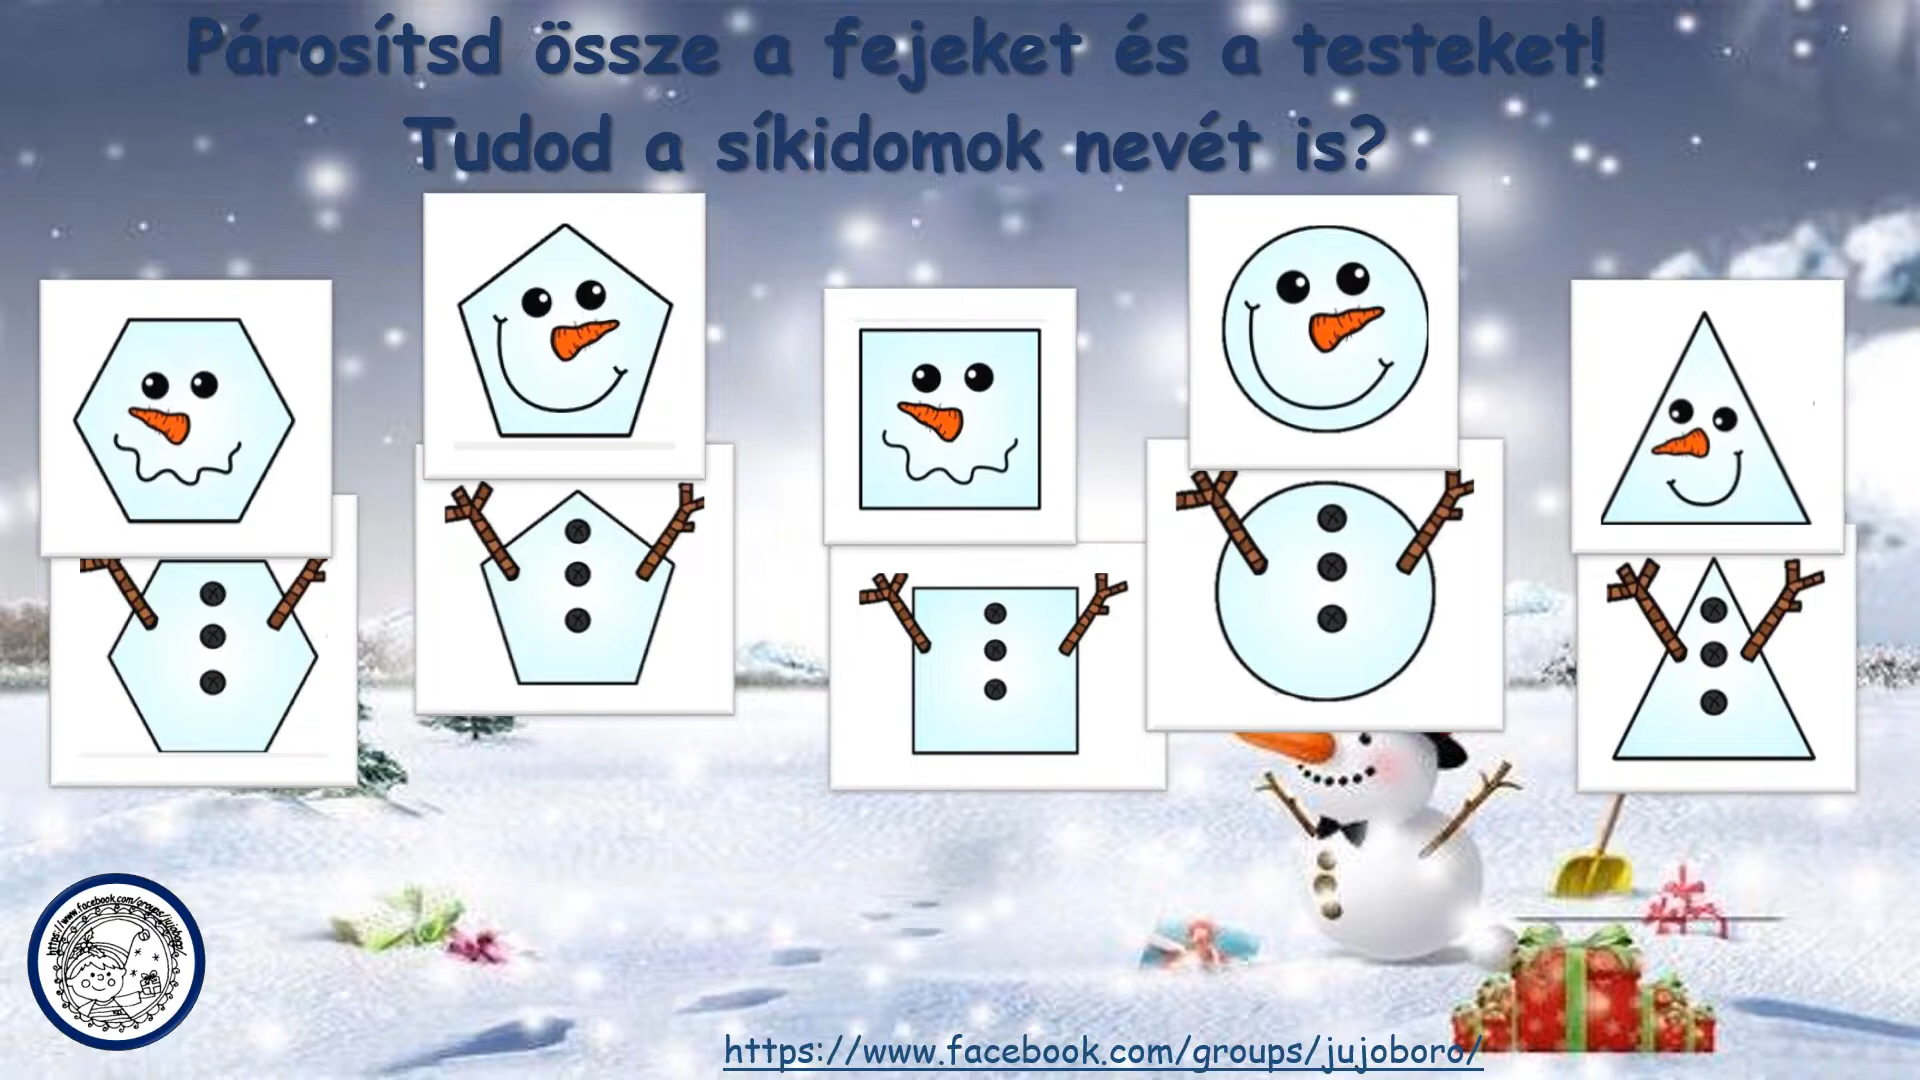 Párosítsd össze a fejeket és a testeket!
Tudod a síkidomok nevét is?
https://www.facebook.com/groups/jujoboro/